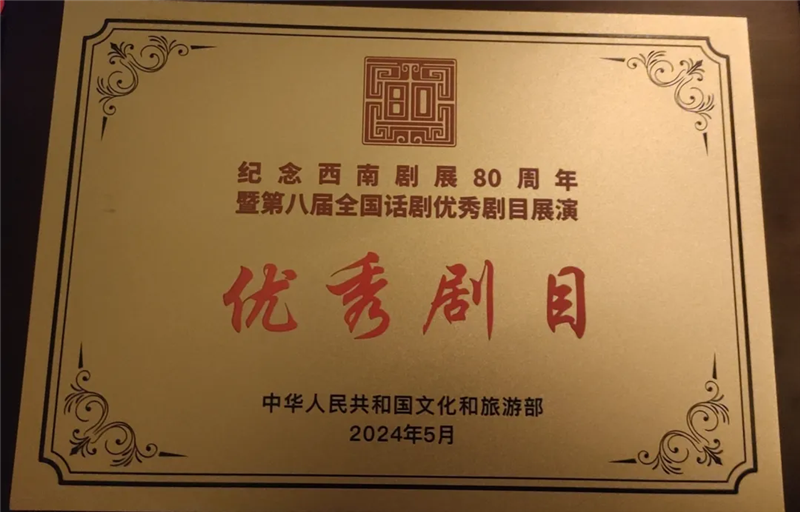 80
纪念西南剧展80周年
暨第八届全国话剧优秀剧目展演
优秀剧目
中华人民共和国文化和旅游部
2024年5月